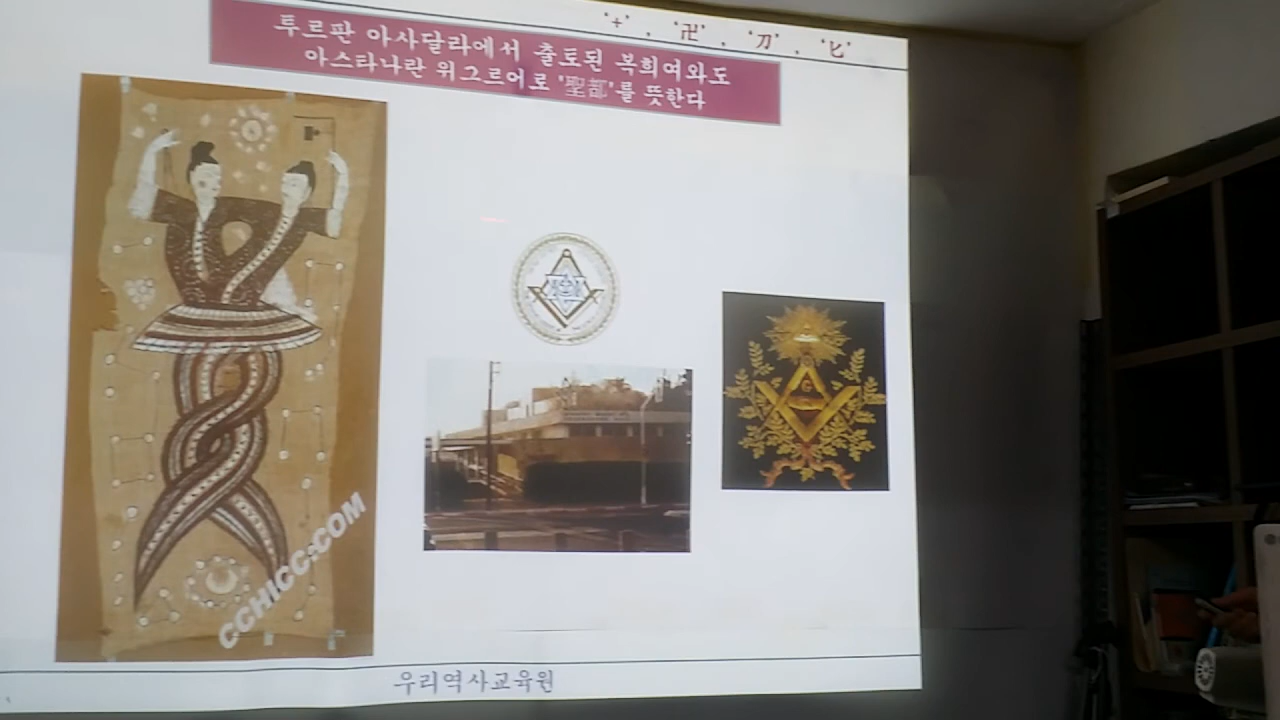 '+', '卍', '刀', '匕'
투르판 아사달라에서 출토된 복희여와도
아스타나란 위그르어로 '聖都'를 뜻한다
G
CCHICC.COM
우리역사교육원